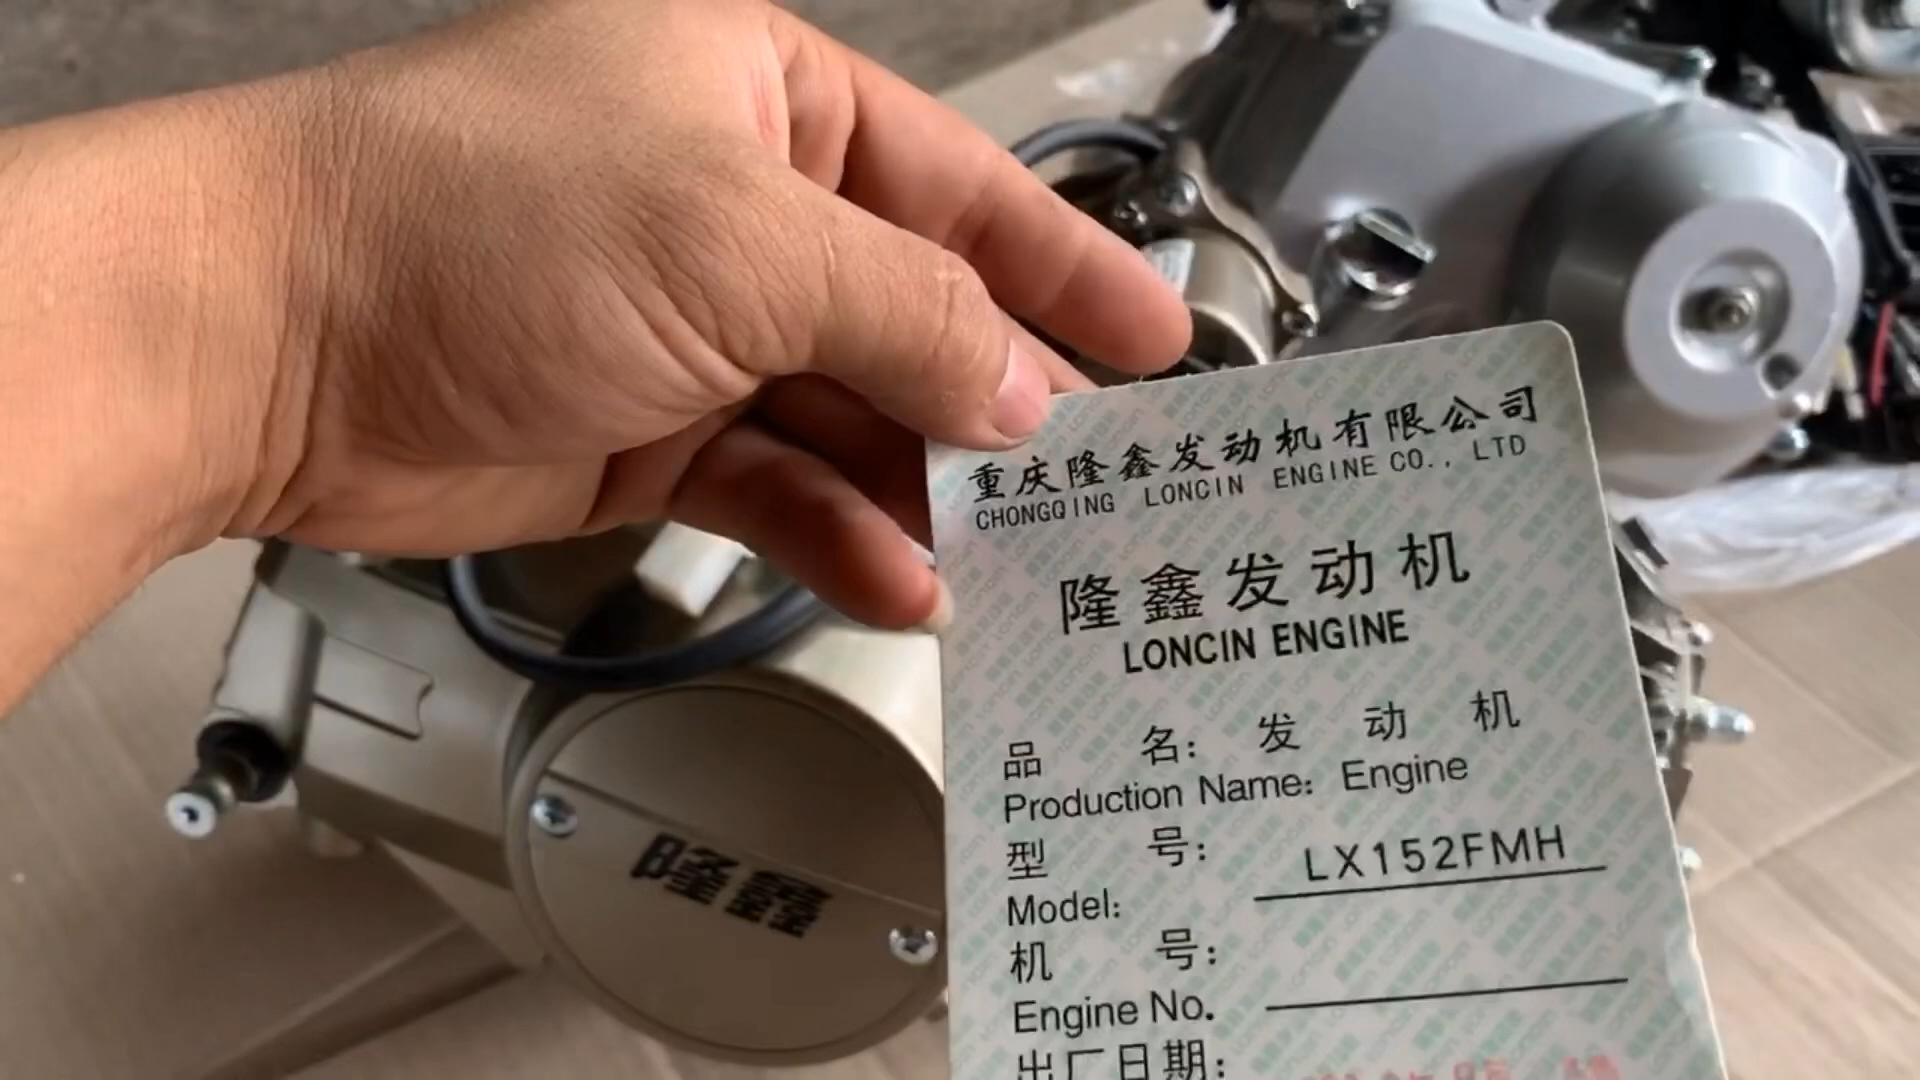 重庆隆鑫发动机有限公司
CHONGQING LONCIN ENGINE CO., LTD
隆鑫发动机
LONCIN ENGINE
品名：发动机
Production Name: Engine
型号：
LX152FMH
Model:
机号：
Engine No.
出厂日期：
隆鑫